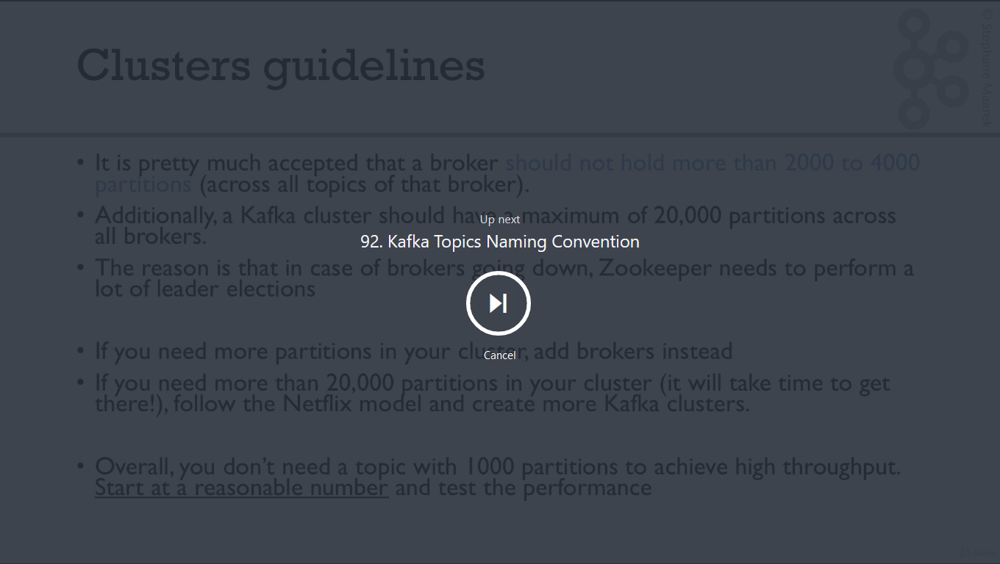 Clusters guidelines
© Stephane Maarek
• It is pretty much accepted that a broker should not hold more than 2000 to 4000
partitions (across all topics of that broker).
• Additionally, a Kafka cluster should have a maximum of 20,000 partitions across
all brokers.
• The reason is that in case of brokers going down, Zookeeper needs to perform a
lot of leader elections
• If you need more partitions in your cluster, add brokers instead
• If you need more than 20,000 partitions in your cluster (it will take time to get
there!), follow the Netflix model and create more Kafka clusters.
• Overall, you don't need a topic with 1000 partitions to achieve high throughput.
Start at a reasonable number and test the performance
Up next
92. Kafka Topics Naming Convention
Cancel